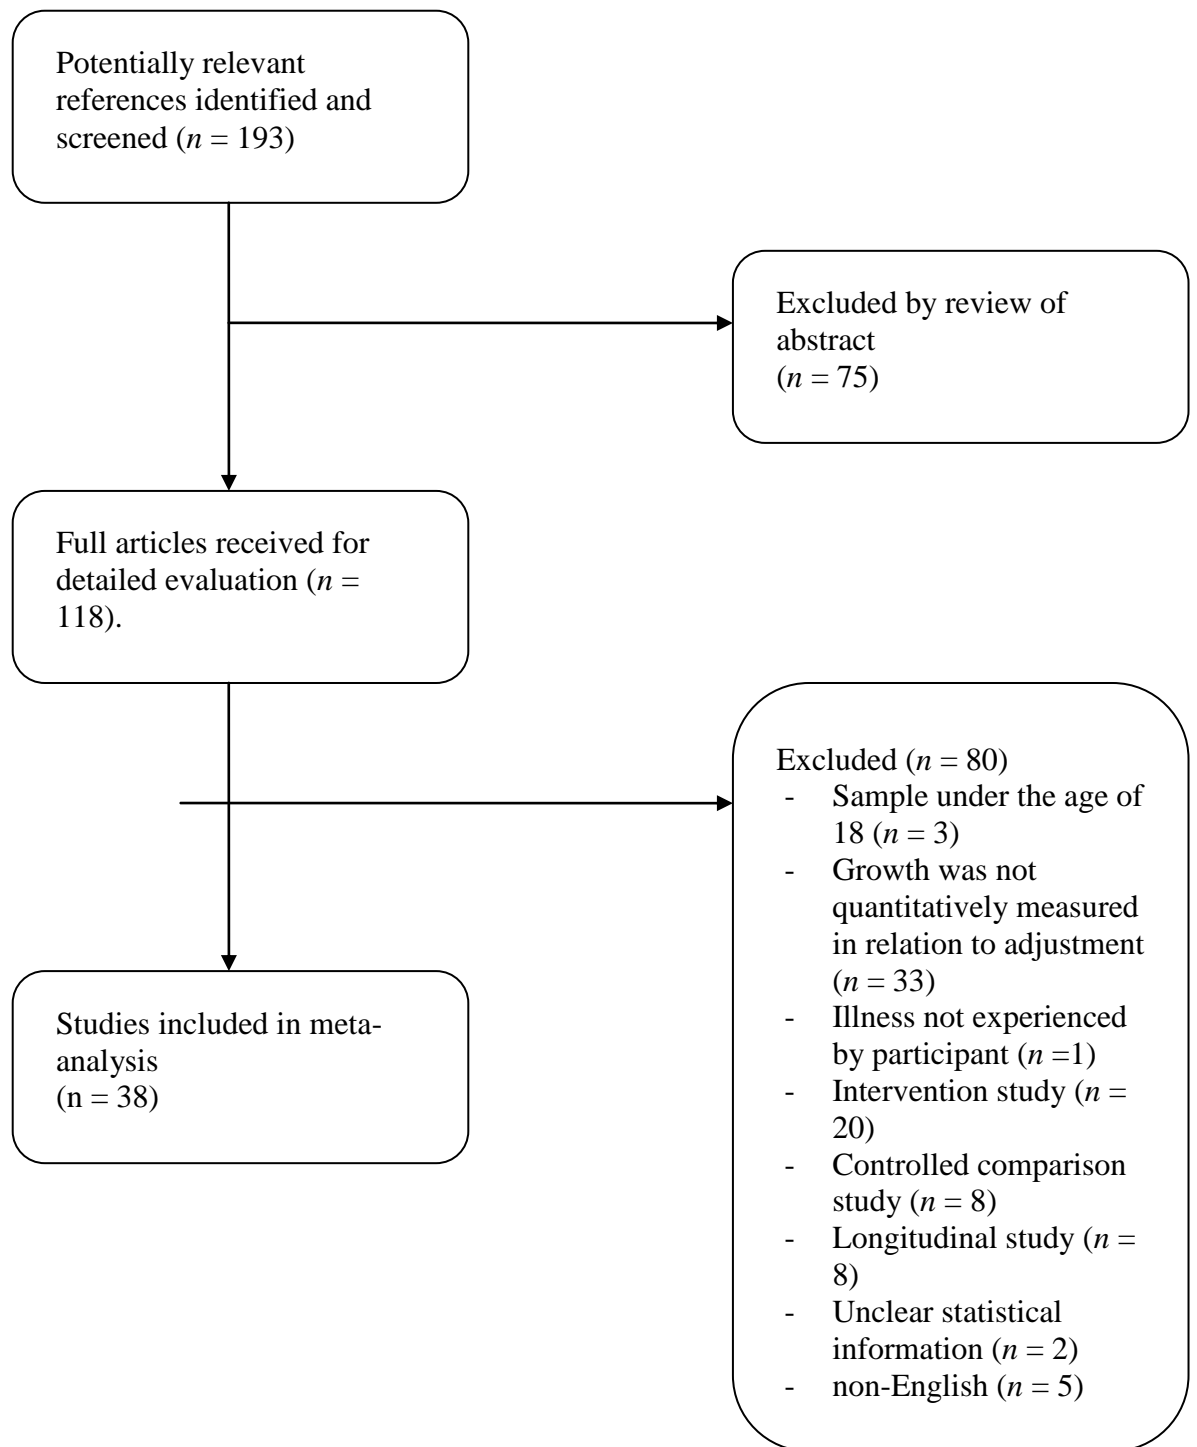 Potentially relevant
references identified and
screened (n = 193)
Excluded by review of
abstract
(n = 75)
Full articles received for
detailed evaluation (n =
118).
Excluded (n = 80)
- Sample under the age of
18 (n = 3)
- Growth was not
quantitatively measured
in relation to adjustment
(n = 33)
- Illness not experienced
by participant (n =1)
- Intervention study (n =
20)
- Controlled comparison
study (n = 8)
- Longitudinal study (n =
8)
- Unclear statistical
information (n = 2)
- non-English (n = 5)
Studies included in meta-
analysis
(n = 38)